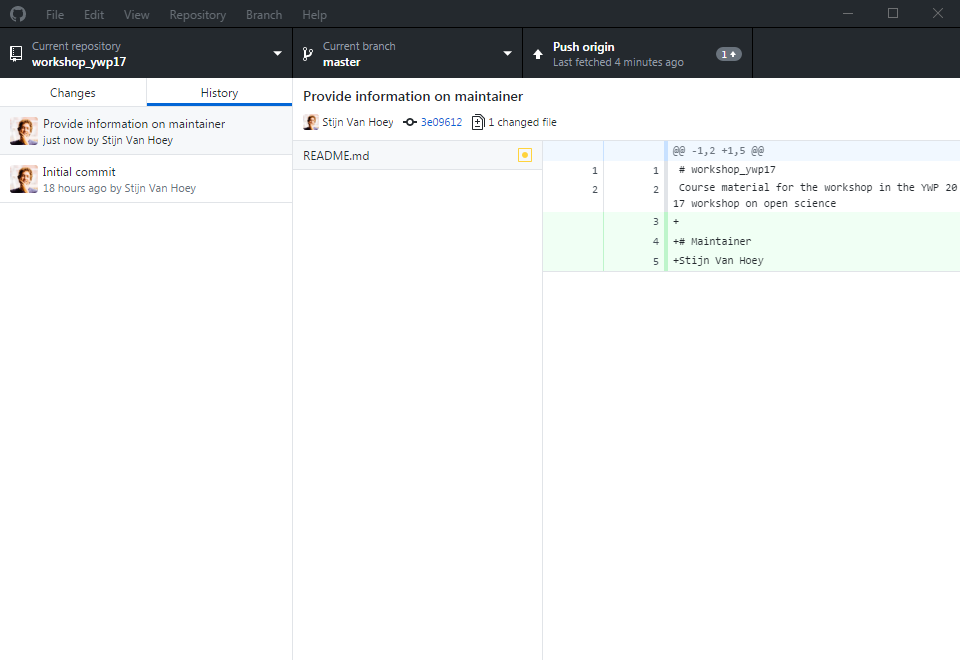 File Edit View Repository Branch Help
Current repository
workshop_ywp17
Current branch
master
Push origin
Last fetched 4 minutes ago
1
Changes
History
Provide information on maintainer
just now by Stijn Van Hoey
Initial commit
18 hours ago by Stijn Van Hoey
Provide information on maintainer
Stijn Van Hoey 3e09612 1 changed file
README.md
@@ -1,2 +1,5 @@
1 1 # workshop_ywp17
2 2 Course material for the workshop in the YWP 20
17 workshop on open science
3 +
4 +# Maintainer
5 +Stijn Van Hoey